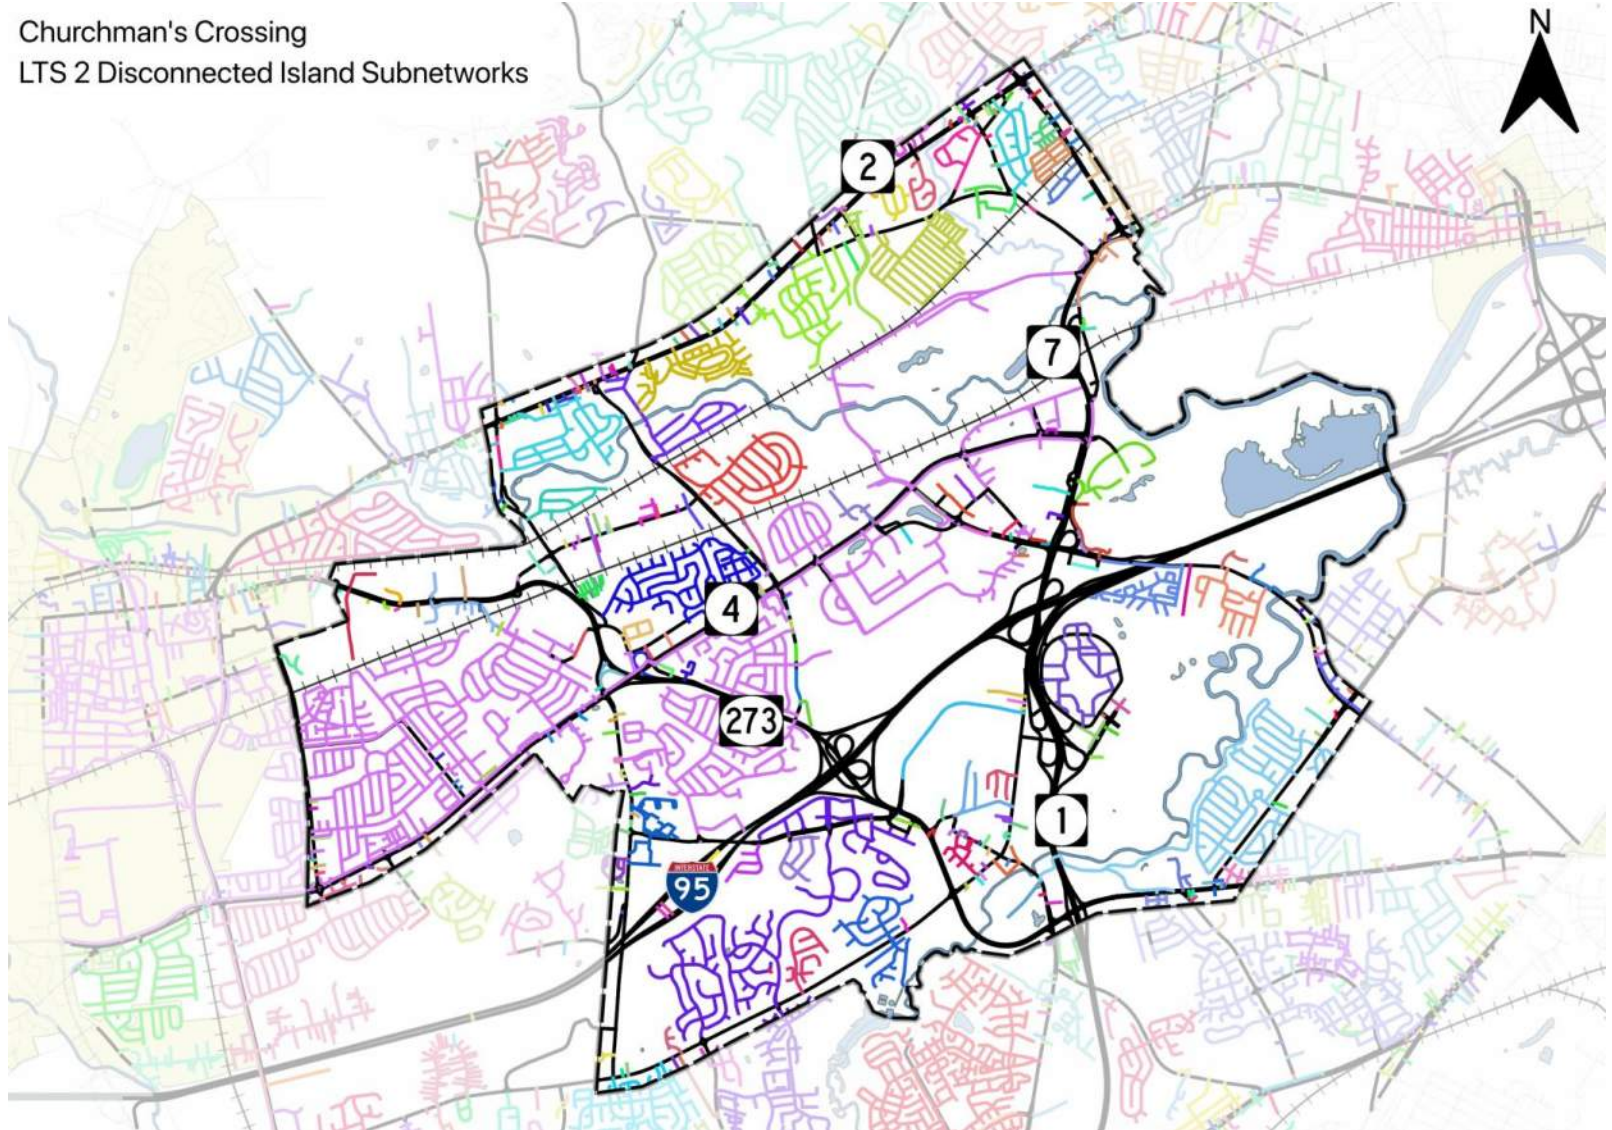 Churchman's Crossing
LTS 2 Disconnected Island Subnetworks
N
2
7
4
273
1
INTERSTATE
95